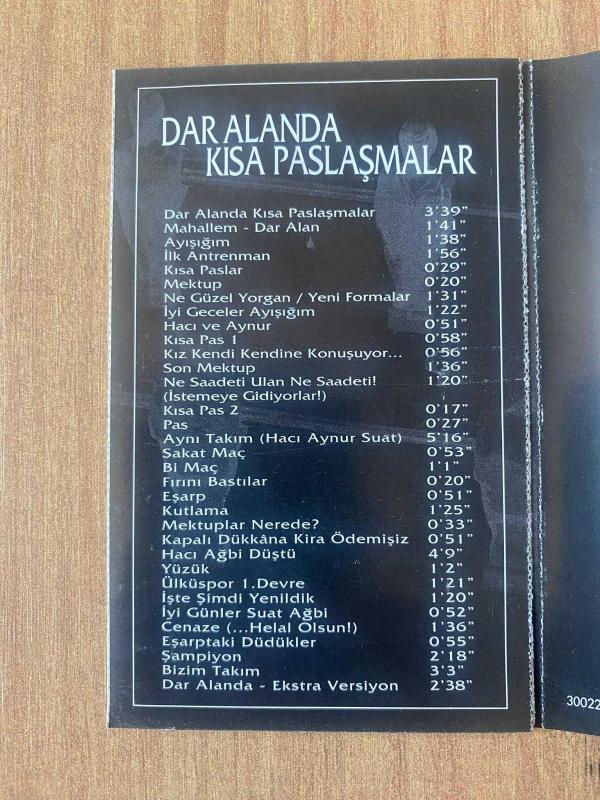 DAR ALANDA
KISA PASLAŞMALAR
Dar Alanda Kısa Paslaşmalar 3'39"
Mahallem - Dar Alan 1'41"
Ayışığım 1'38"
İlk Antrenman 1'56"
Kısa Paslar 0'29"
Mektup 0'20"
Ne Güzel Yorgan / Yeni Formalar 1'31"
İyi Geceler Ayışığım 1'22"
Hacı ve Aynur 0'51"
Kısa Pas 1 0'58"
Kız Kendi Kendine Konuşuyor... 0'56"
Son Mektup 1'36"
Ne Saadeti Ulan Ne Saadeti! 1'20"
(İstemeye Gidiyorlar!)
Kısa Pas 2 0'17"
Pas 0'27"
Aynı Takım (Hacı Aynur Suat) 5'16"
Sakat Maç 0'53"
Bi Maç 1'1"
Fırını Bastılar 0'20"
Eşarp 0'51"
Kutlama 1'25"
Mektuplar Nerede? 0'33"
Kapalı Dükkâna Kira Ödemişiz 0'51"
Hacı Ağbi Düştü 4'9"
Yüzük 1'2"
Ülküspor 1.Devre 1'21"
İşte Şimdi Yenildik 1'20"
İyi Günler Suat Ağbi 0'52"
Cenaze (...Helal Olsun!) 1'36"
Eşarptaki Düdükler 0'55"
Şampiyon 2'18"
Bizim Takım 3'3"
Dar Alanda - Ekstra Versiyon 2'38"
30022